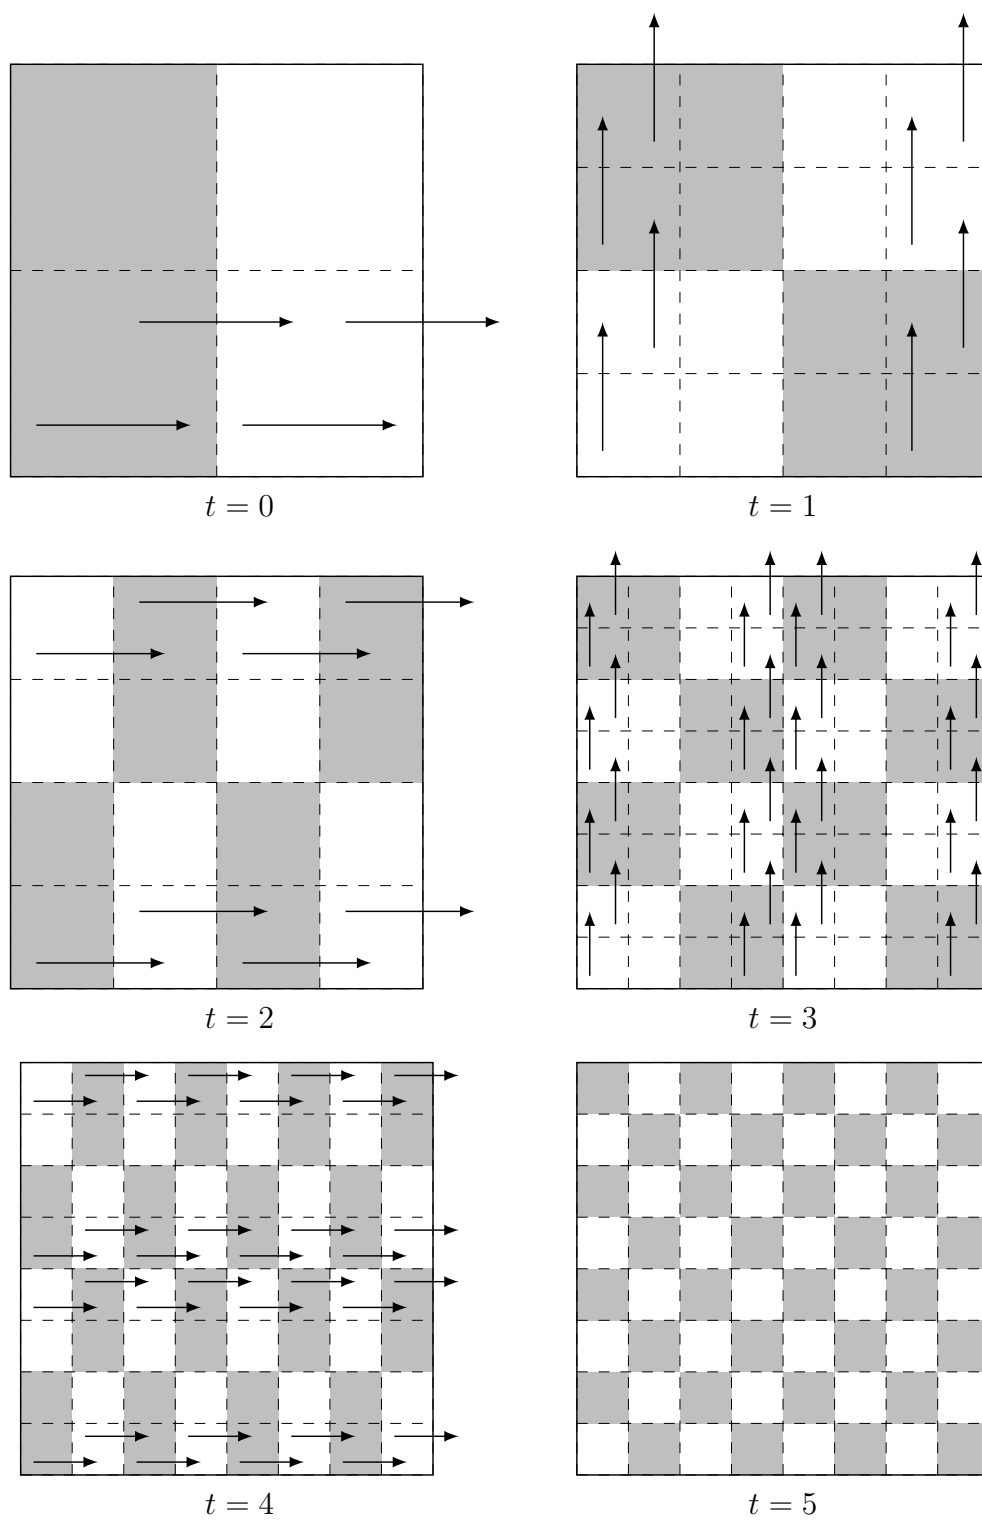 t = 0
t = 1
t = 2
t = 3
t = 4
t = 5